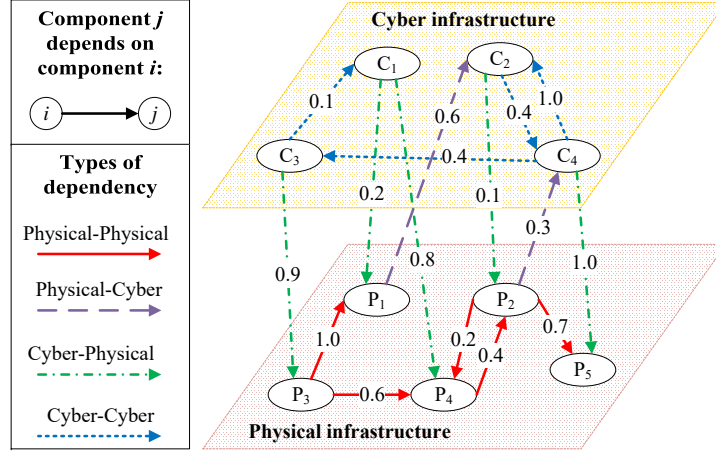 Component j
depends on
component i:
i
j
Types of
dependency
Physical-Physical
Physical-Cyber
Cyber-Physical
Cyber-Cyber
Cyber infrastructure
C1
C2
0.1
0.6
0.4
1.0
C3
0.4
C4
0.2
0.1
0.3
0.9
0.8
1.0
P1
P2
1.0
0.2
0.4
0.7
P5
P3
0.6
P4
Physical infrastructure